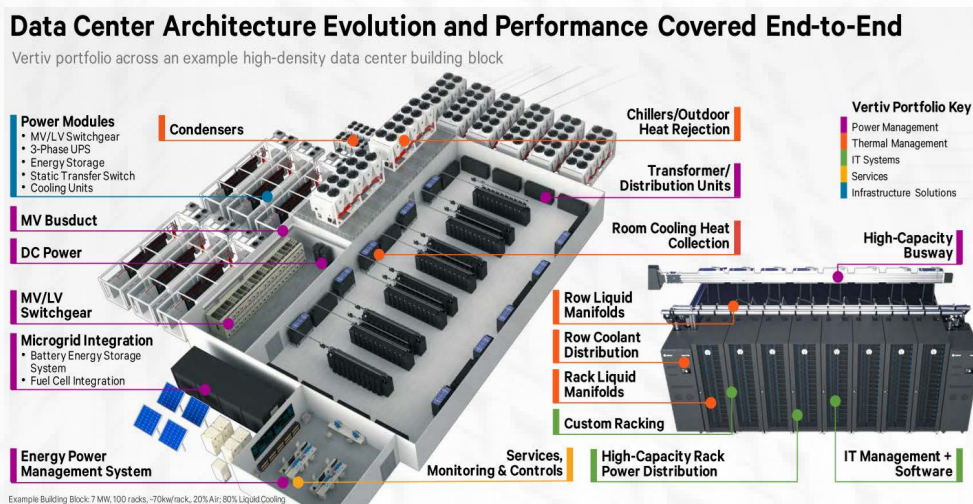 Data Center Architecture Evolution and Performance Covered End-to-End
Vertiv portfolio across an example high-density data center building block
Power Modules
• MV/LV Switchgear
• 3-Phase UPS
• Energy Storage
• Static Transfer Switch
• Cooling Units
Condensers
Chillers/Outdoor
Heat Rejection
Vertiv Portfolio Key
Power Management
Thermal Management
IT Systems
Services
Infrastructure Solutions
Transformer/
Distribution Units
MV Busduct
DC Power
Room Cooling Heat
Collection
High-Capacity
Busway
MV/LV
Switchgear
Row Liquid
Manifolds
Microgrid Integration
• Battery Energy Storage
System
• Fuel Cell Integration
Row Coolant
Distribution
Rack Liquid
Manifolds
Custom Racking
Energy Power
Management System
Services,
Monitoring & Controls
High-Capacity Rack
Power Distribution
IT Management +
Software
Example Building Block: 7 MW, 100 racks, ~70kw/rack, 20% Air; 80% Liquid Cooling